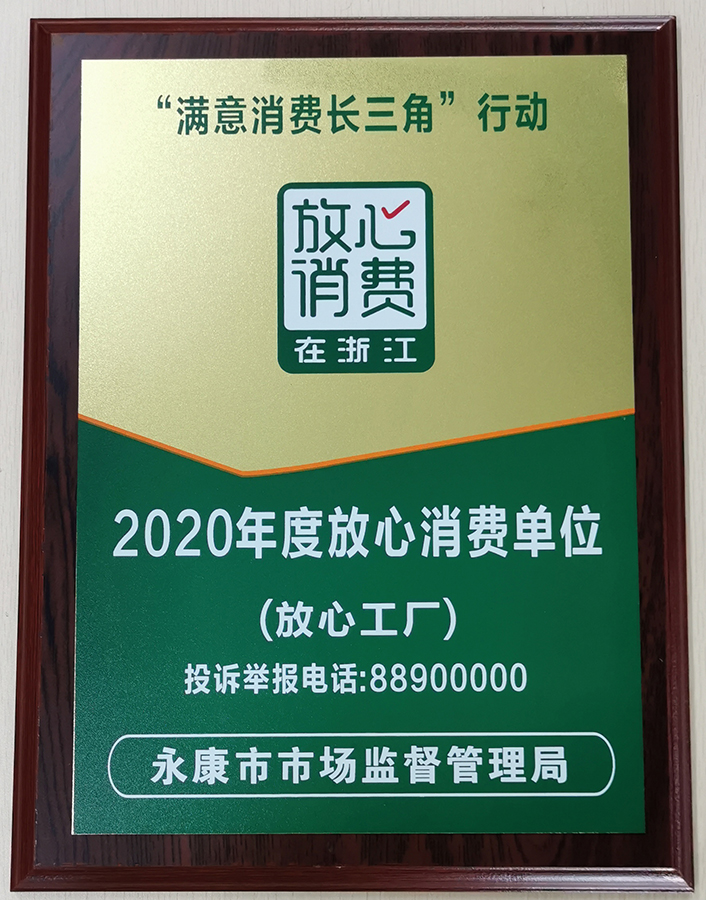 “满意消费长三角”行动
放心
消费
在浙江
2020年度放心消费单位
(放心工厂)
投诉举报电话:88900000
永康市市场监督管理局